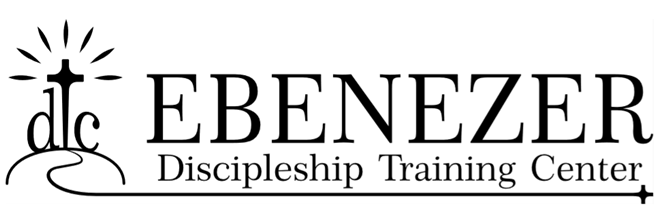 dtc
EBENEZER
Discipleship Training Center